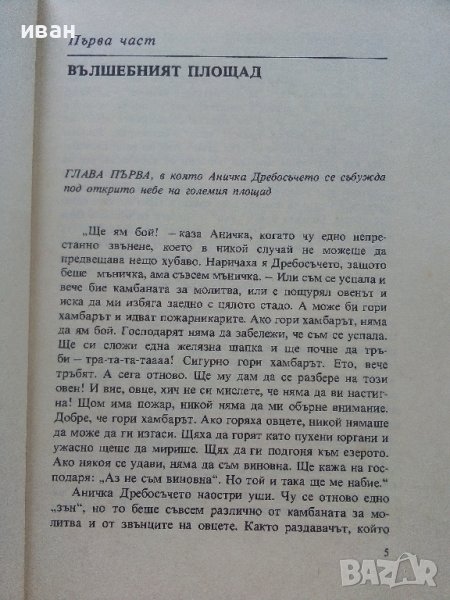 иван
Първа част
ВЪЛШЕБНИЯТ ПЛОЩАД
ГЛАВА ПЪРВА, в която Аничка Дребосъчето се събужда
под открито небе на големия площад
„Ще ям бой! — каза Аничка, когато чу едно непре-
станно звънене, което в никой случай не можеше да
предвещава нещо хубаво. Наричаха я Дребосъчето, защото
беше мъничка, ама съвсем мъничка. — Или съм се успала и
вече бие камбаната за молитва, или е пощурял овенът и
иска да ми избяга заедно с цялото стадо. А може би гори
хамбарът и идват пожарникарите. Ако гори хамбарът, няма
да ям бой. Господарят няма да забележи, че съм се успала.
Ще си сложи една желязна шапка и ще почне да тръ-
би — тра-та-та-таааа! Сигурно гори хамбарът. Ето, вече
тръбят. А сега отново. Ще му дам да се разбере на този
овен! И вие, овце, хич не си мислете, че няма да ви настиг-
на! Щом има пожар, никой няма да ми обърне внимание.
Добре, че гори хамбарът. Ако горяха овцете, никой нямаше
да може да ги изгаси. Щяха да горят като пухени юргани и
ужасно щеше да мирише. Щях да ги подгоня към езерото.
Ако някоя се удави, няма да съм виновна. Ще кажа на гос-
подаря: „Аз не съм виновна“. Но той и така ще ме набие.“
Аничка Дребосъчето наостри уши. Чу се отново едно
„зън“, но то беше съвсем различно от камбаната за мо-
литва и от звънците на овцете. Както раздавачът, който
5
BAZAR